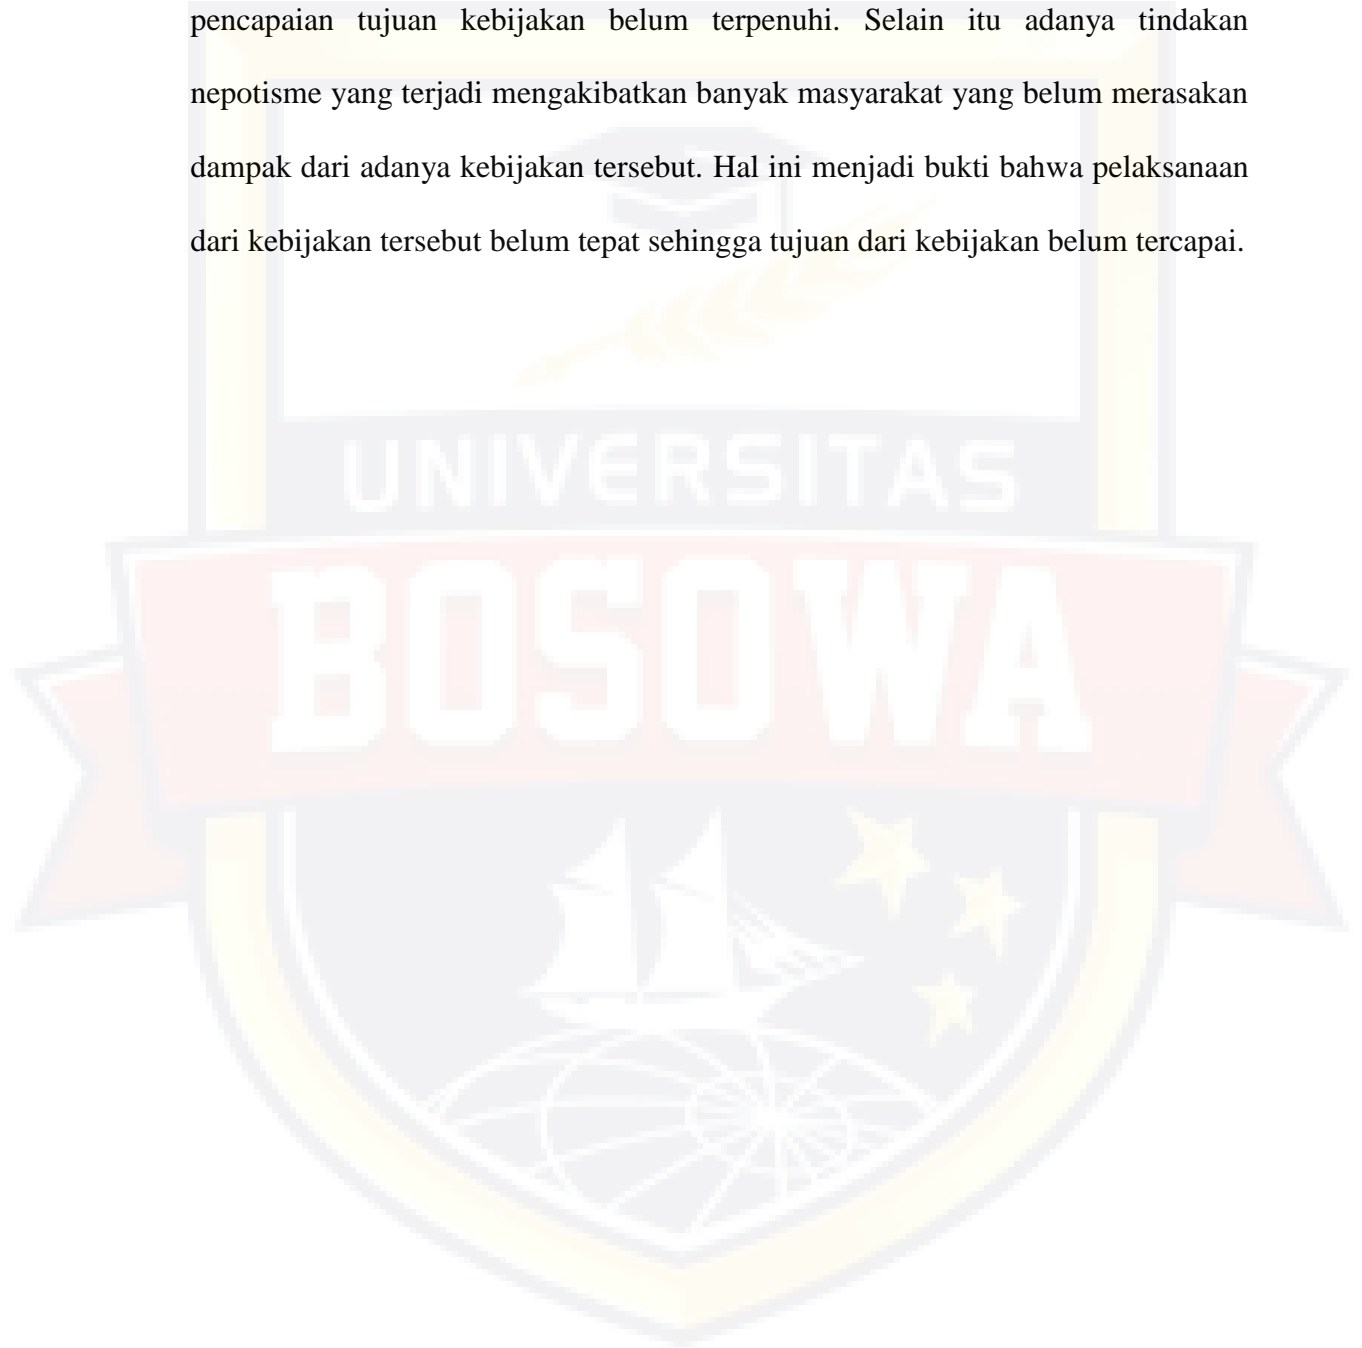 pencapaian tujuan kebijakan belum terpenuhi. Selain itu adanya tindakan
nepotisme yang terjadi mengakibatkan banyak masyarakat yang belum merasakan
dampak dari adanya kebijakan tersebut. Hal ini menjadi bukti bahwa pelaksanaan
dari kebijakan tersebut belum tepat sehingga tujuan dari kebijakan belum tercapai.
UNIVERSITAS
BOSOWA